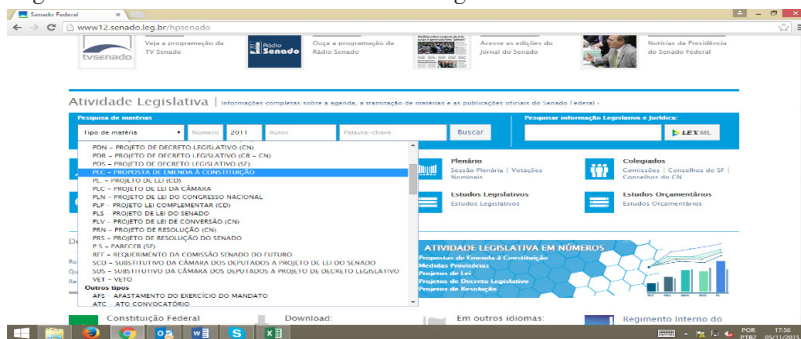 Senado Federal
www12.senado.leg.br/hpsenado
tvsenado
Veja a programação da
TV Senado
Rádio
Senado
Ouça a programação da
Rádio Senado
Acesse as edições do
Jornal do Senado
Notícias da Presidência
do Senado Federal
Atividade Legislativa | Informações completas sobre a agenda, a tramitação de matérias e as publicações oficiais do Senado Federal ›
Pesquisa de matérias
Pesquisar informação Legislativa e Jurídica:
Tipo de matéria Número 2011 Autor Palavra-chave Buscar LEXML
PDN - PROJETO DE DECRETO LEGISLATIVO (CN)
PDR - PROJETO DE DECRETO LEGISLATIVO (CR - CN)
PDS - PROJETO DE DECRETO LEGISLATIVO (SF)
PEC - PROPOSTA DE EMENDA À CONSTITUIÇÃO
PL. - PROJETO DE LEI (CD)
PLC - PROJETO DE LEI DA CÂMARA
PLN - PROJETO DE LEI DO CONGRESSO NACIONAL
PLP - PROJETO LEI COMPLEMENTAR (CD)
PLS - PROJETO DE LEI DO SENADO
PLV - PROJETO DE LEI DE CONVERSÃO (CN)
PRN - PROJETO DE RESOLUÇÃO (CN)
PRS - PROJETO DE RESOLUÇÃO DO SENADO
P.S - PARECER (SF)
REF - REQUERIMENTO DA COMISSÃO SENADO DO FUTURO
SCD - SUBSTITUTIVO DA CÂMARA DOS DEPUTADOS A PROJETO DE LEI DO SENADO
SDS - SUBSTITUTIVO DA CÂMARA DOS DEPUTADOS A PROJETO DE DECRETO LEGISLATIVO
VET - VETO
Outros tipos
AFS - AFASTAMENTO DO EXERCÍCIO DO MANDATO
ATC - ATO CONVOCATÓRIO
Plenário
Sessão Plenária | Votações
Nominais
Colegiados
Comissões | Conselhos do SF |
Conselhos do CN
Estudos Legislativos
Estudos Legislativos
Estudos Orçamentários
Estudos Orçamentários
ATIVIDADE LEGISLATIVA EM NÚMEROS
Propostas de Emenda à Constituição
Medidas Provisórias
Projetos de Lei
Projetos de Decreto Legislativo
Projetos de Resolução
Constituição Federal
Download:
Em outros idiomas:
Regimento Interno do
POR 17:56
PTB2 05/11/2015